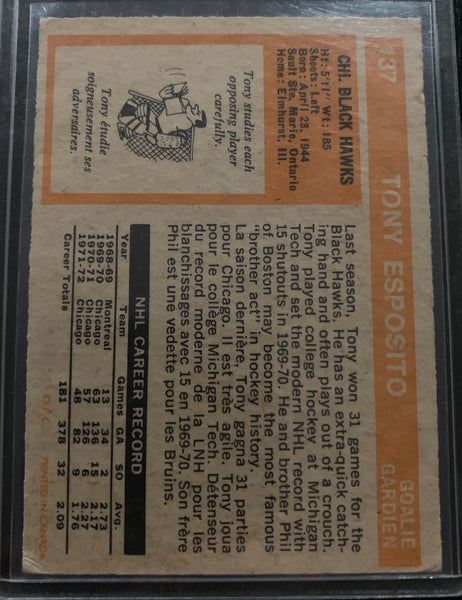 137 TONY ESPOSITO GOALIE
GARDIEN
CHI. BLACK HAWKS
Ht: 5'11" Wt: 185
Shoots: Left
Born: April 23, 1944
Sault Ste. Marie, Ontario
Home: Elmhurst, Ill.
Tony studies each
opposing player
carefully.
Tony étudie
soigneusement ses
adversaires.
Last season, Tony won 31 games for the
Black Hawks. He has an extra-quick catch-
ing hand and often plays out of a crouch.
Tony played college hockey at Michigan
Tech and set the modern NHL record with
15 shutouts in 1969-70. He and brother Phil
of Boston may become the most famous
"brother act" in hockey history.
La saison dernière, Tony gagna 31 parties
pour Chicago. Il est très agile. Tony joua
pour le collège Michigan Tech. Détenteur
du record moderne de la LNH pour les
blanchissages avec 15 en 1969-70. Son frère
Phil est une vedette pour les Bruins.
NHL CAREER RECORD
Year Team Games GA SO Avg.
1968-69 Montreal 13 34 2 2.73
1969-70 Chicago 63 136 15 2.17
1970-71 Chicago 57 126 6 2.27
1971-72 Chicago 48 82 9 1.76
Career Totals 181 378 32 2.09
O.P.C. PRINTED IN CANADA